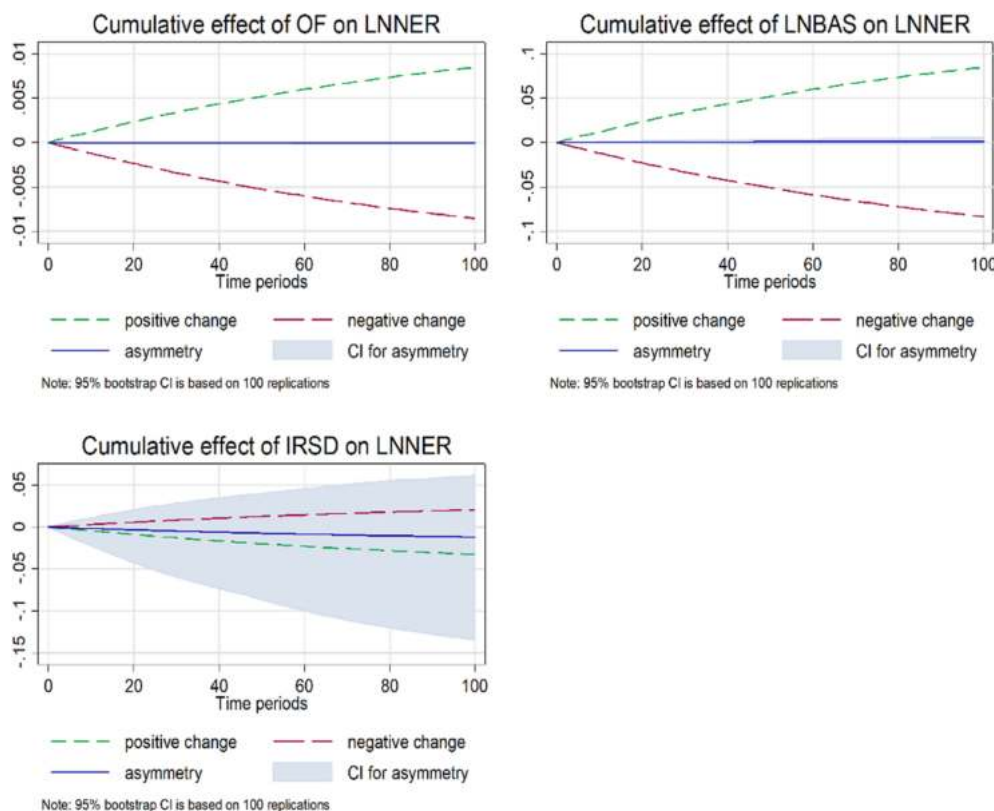 Cumulative effect of OF on LNNER
.01
.005
0
-.005
-.01
0 20 40 60 80 100
Time periods
positive change negative change
asymmetry CI for asymmetry
Note: 95% bootstrap CI is based on 100 replications
Cumulative effect of LNBAS on LNNER
.1
.05
0
-.05
-.1
0 20 40 60 80 100
Time periods
positive change negative change
asymmetry CI for asymmetry
Note: 95% bootstrap CI is based on 100 replications
Cumulative effect of IRSD on LNNER
.05
0
-.05
-.1
-.15
0 20 40 60 80 100
Time periods
positive change negative change
asymmetry CI for asymmetry
Note: 95% bootstrap CI is based on 100 replications